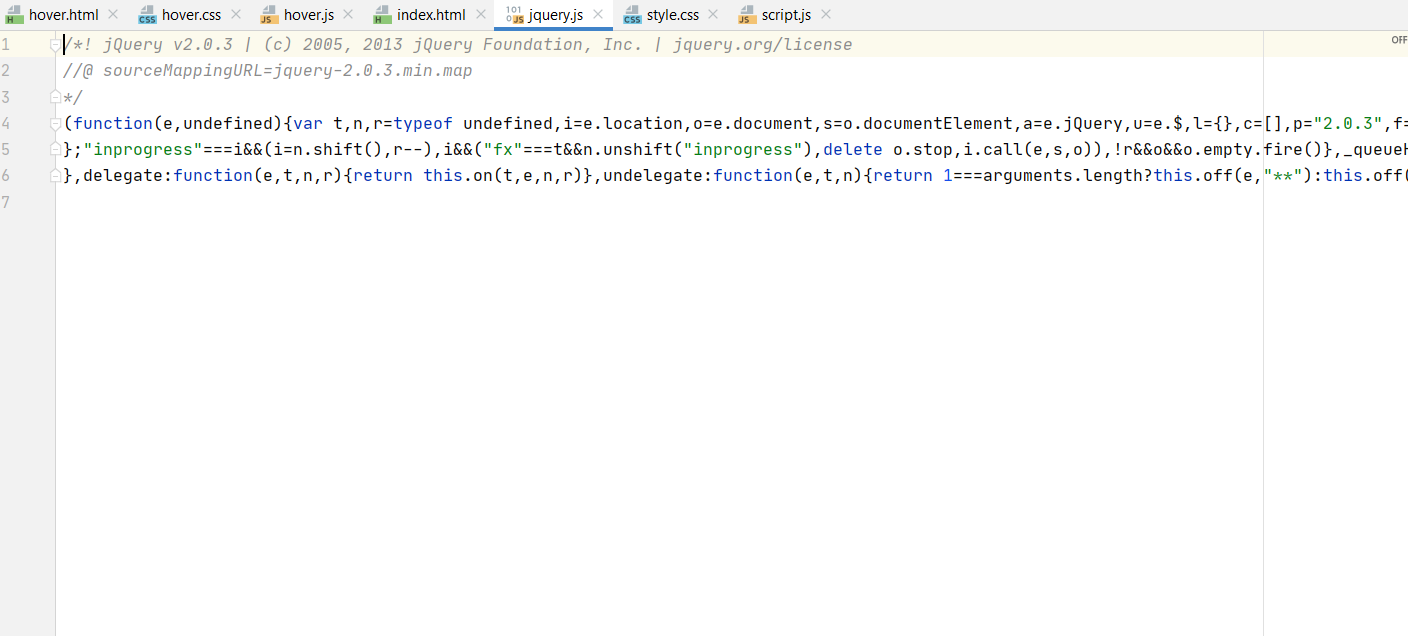 hover.html hover.css hover.js index.html jquery.js style.css script.js
OFF
1 /*! jQuery v2.0.3 | (c) 2005, 2013 jQuery Foundation, Inc. | jquery.org/license
2 //@ sourceMappingURL=jquery-2.0.3.min.map
3 */
4 (function(e,undefined){var t,n,r=typeof undefined,i=e.location,o=e.document,s=o.documentElement,a=e.jQuery,u=e.$,l={},c=[],p="2.0.3",f=
5 };"inprogress"===i&&(i=n.shift(),r--),i&&("fx"===t&&n.unshift("inprogress"),delete o.stop,i.call(e,s,o)),!r&&o&&o.empty.fire()},_queueH
6 },delegate:function(e,t,n,r){return this.on(t,e,n,r)},undelegate:function(e,t,n){return 1===arguments.length?this.off(e,"**"):this.off(
7